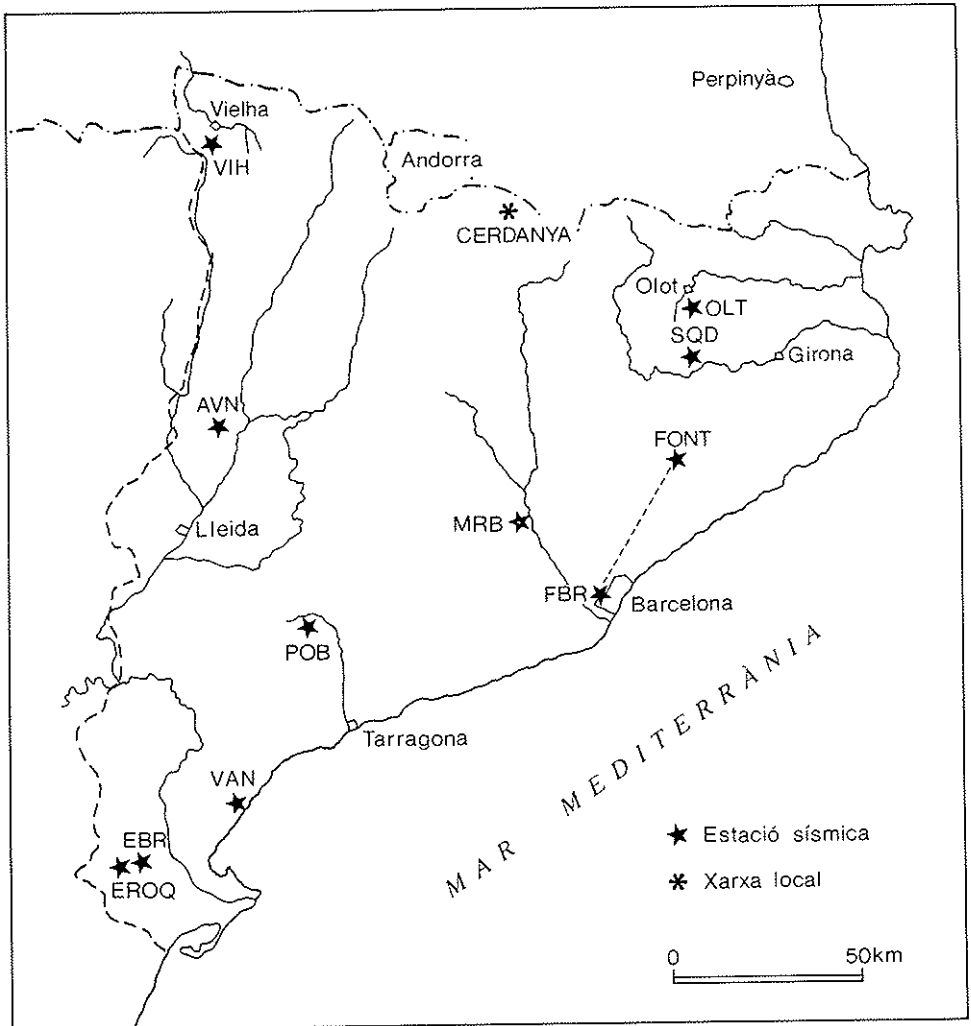 Perpinyà
Vielha
VIH
Andorra
CERDANYA
Olot
OLT
SQD
Girona
AVN
FONT
Lleida
MRB
FBR
Barcelona
POB
Tarragona
VAN
MAR MEDITERRÀNIA
EBR
EROQ
Estació sísmica
Xarxa local
0 50km